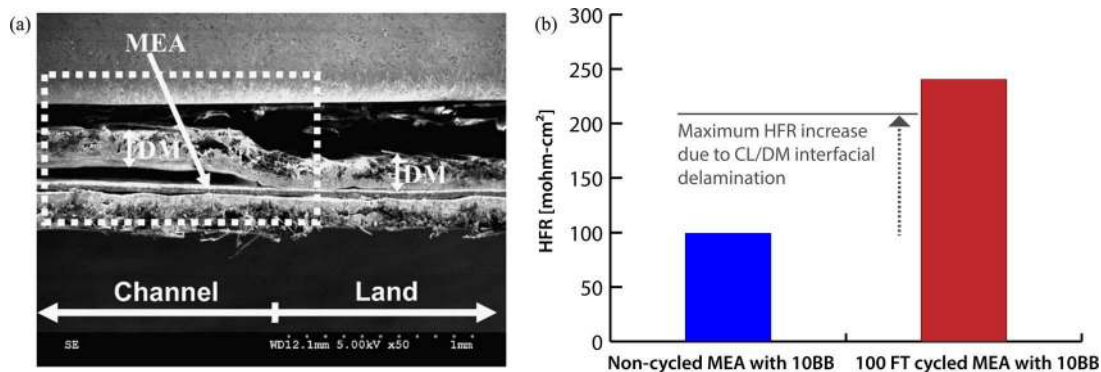 (a)
MEA
DM
DM
Channel
Land
SE
WD12.1mm 5.00kV x50 1mm
(b)
HFR [mohm-cm²]
300
250
200
150
100
50
0
Maximum HFR increase
due to CL/DM interfacial
delamination
Non-cycled MEA with 10BB
100 FT cycled MEA with 10BB